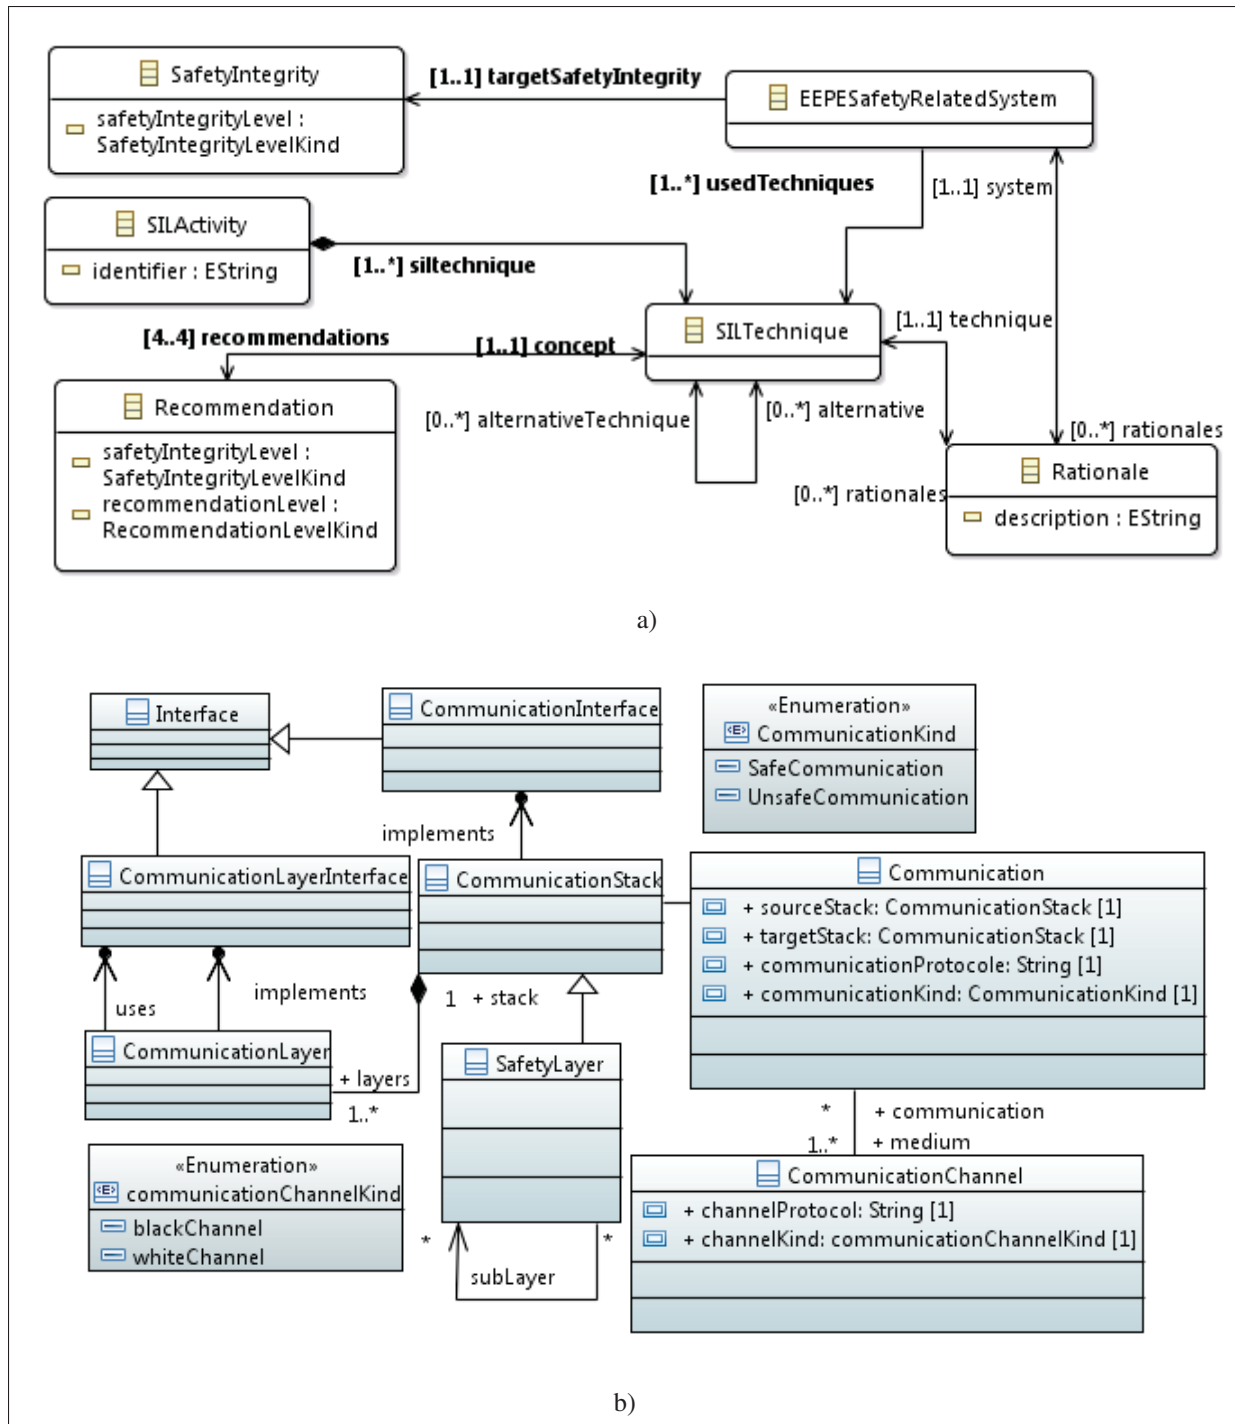 SafetyIntegrity
safetyIntegrityLevel :
SafetyIntegrityLevelKind
[1..1] targetSafetyIntegrity
EEPESafetyRelatedSystem
[1..*] usedTechniques
[1..1] system
SILActivity
identifier : EString
[1..*] siltechnique
[4..4] recommendations
[1..1] concept
SILTechnique
[1..1] technique
Recommendation
safetyIntegrityLevel :
SafetyIntegrityLevelKind
recommendationLevel :
RecommendationLevelKind
[0..*] alternativeTechnique
[0..*] alternative
[0..*] rationales
[0..*] rationales
Rationale
description : EString
a)
Interface
CommunicationInterface
«Enumeration»
CommunicationKind
SafeCommunication
UnsafeCommunication
implements
CommunicationLayerInterface
CommunicationStack
Communication
+ sourceStack: CommunicationStack [1]
+ targetStack: CommunicationStack [1]
+ communicationProtocole: String [1]
+ communicationKind: CommunicationKind [1]
uses
implements
1 + stack
CommunicationLayer
+ layers
1..*
SafetyLayer
* + communication
1..* + medium
«Enumeration»
communicationChannelKind
blackChannel
whiteChannel
*
*
subLayer
CommunicationChannel
+ channelProtocol: String [1]
+ channelKind: communicationChannelKind [1]
b)